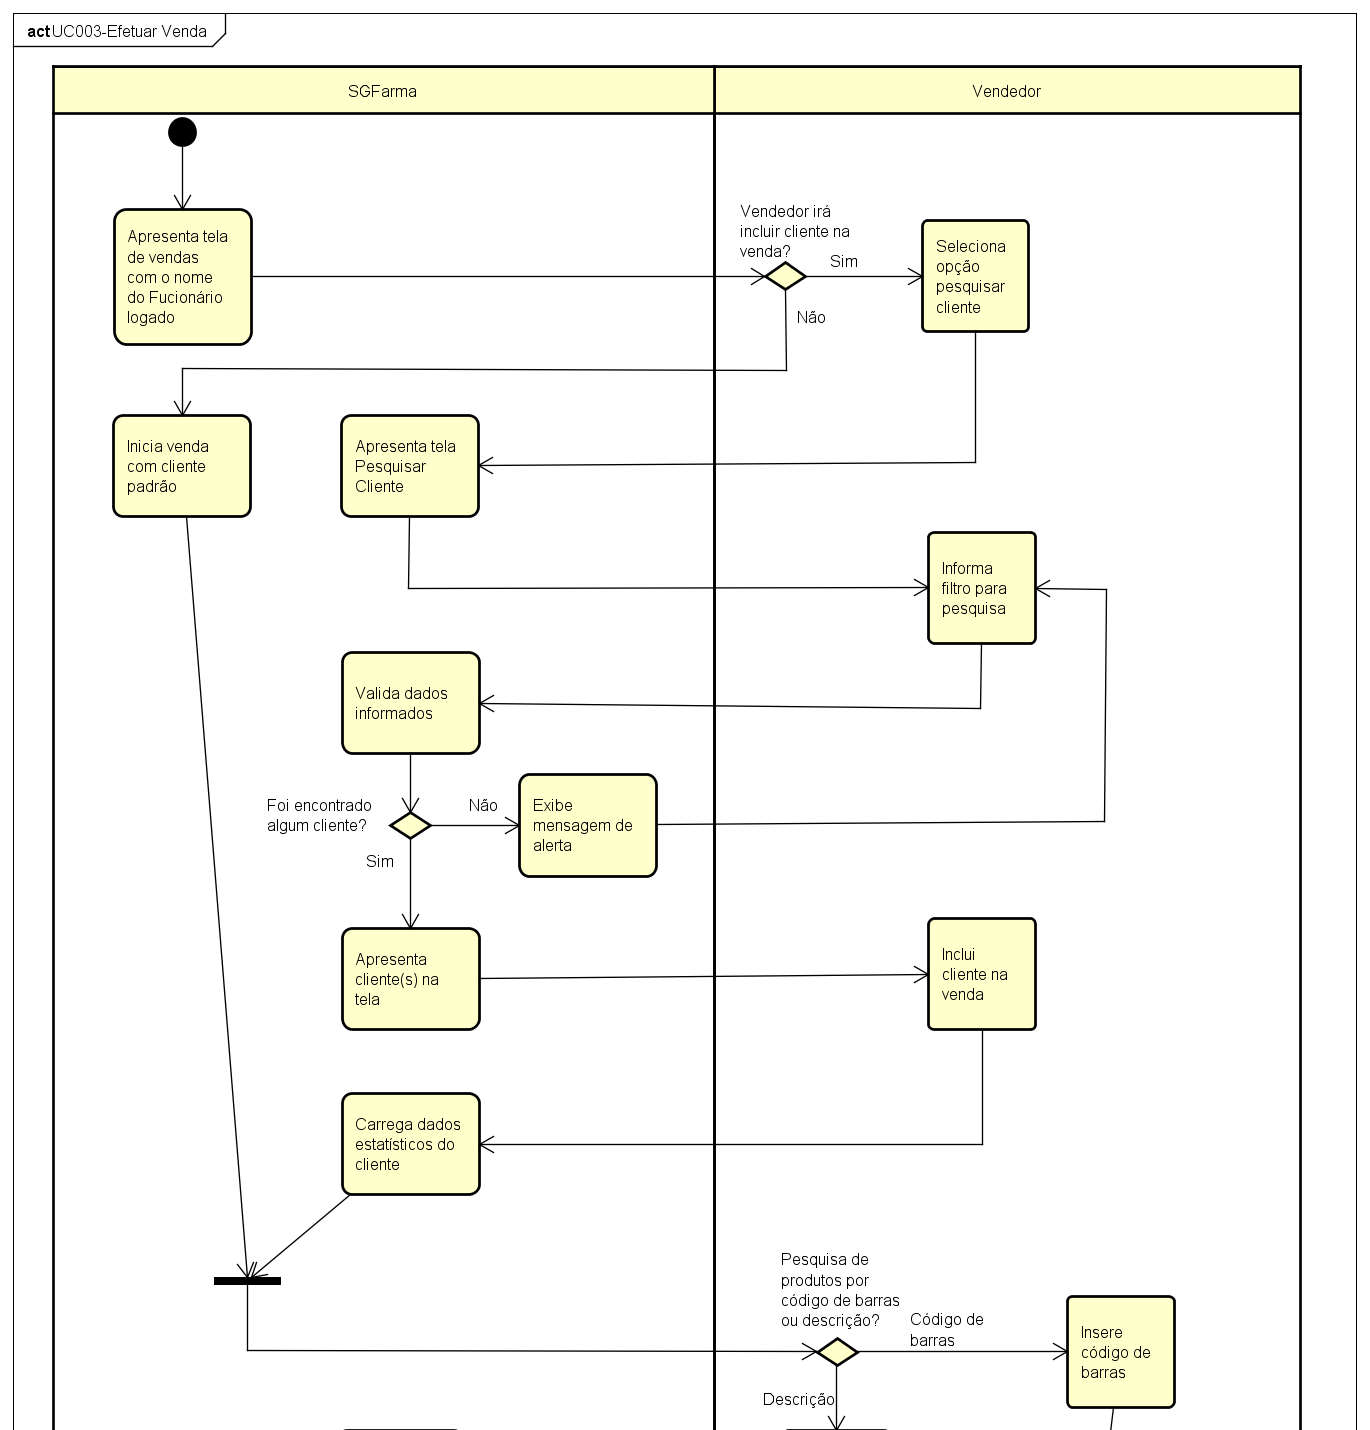 act UC003-Efetuar Venda
SGFarma
Vendedor
Apresenta tela
de vendas
com o nome
do Fucionário
logado
Vendedor irá
incluir cliente na
venda?
Sim
Não
Seleciona
opção
pesquisar
cliente
Inicia venda
com cliente
padrão
Apresenta tela
Pesquisar
Cliente
Informa
filtro para
pesquisa
Valida dados
informados
Foi encontrado
algum cliente?
Não
Sim
Exibe
mensagem de
alerta
Apresenta
cliente(s) na
tela
Inclui
cliente na
venda
Carrega dados
estatísticos do
cliente
Pesquisa de
produtos por
código de barras
ou descrição?
Código de
barras
Descrição
Insere
código de
barras